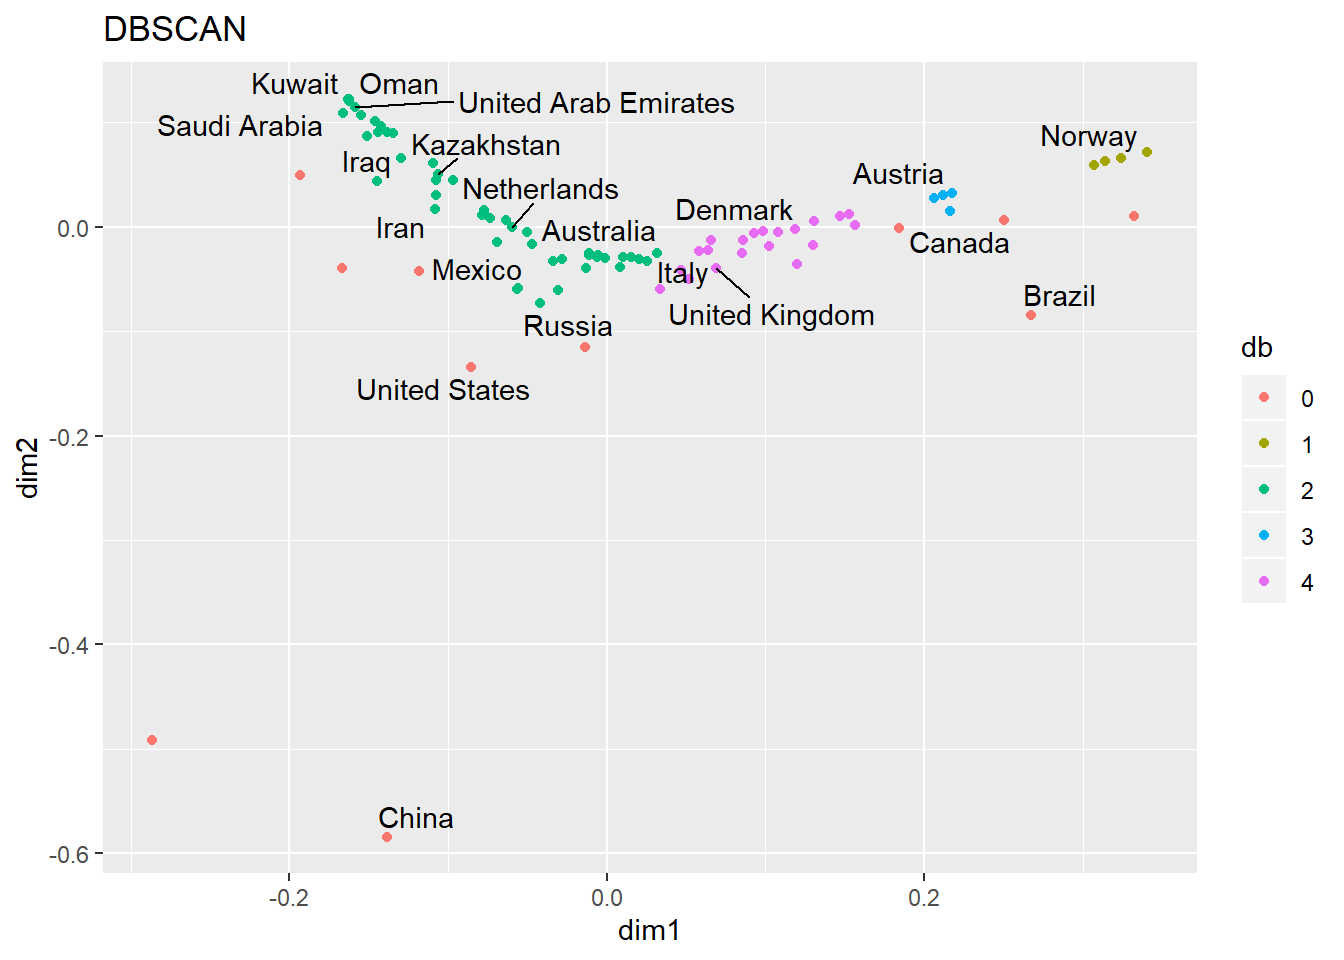 DBSCAN
Kuwait
Oman
United Arab Emirates
Saudi Arabia
Norway
Kazakhstan
Iraq
Austria
Netherlands
Denmark
Iran
Australia
Canada
Mexico
Italy
Brazil
United Kingdom
Russia
United States
China
0.0
-0.2
-0.4
-0.6
dim2
-0.2
0.0
0.2
dim1
db
0
1
2
3
4